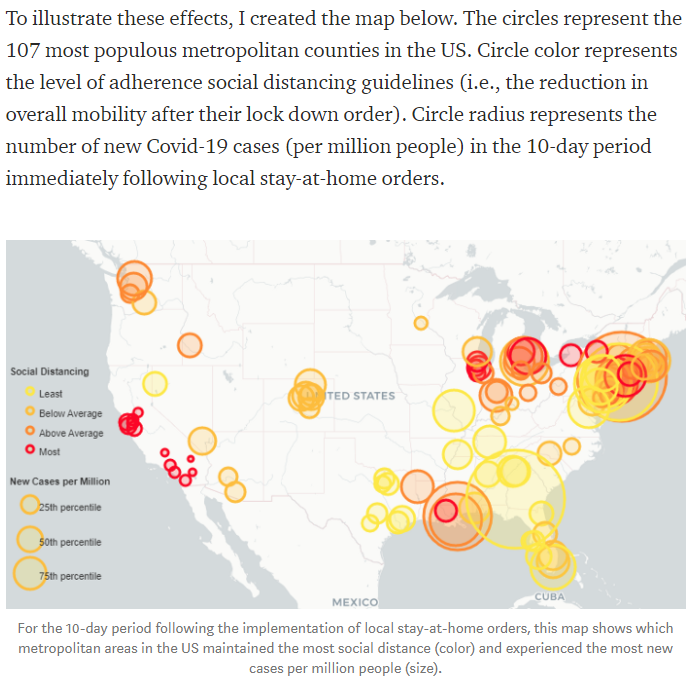 To illustrate these effects, I created the map below. The circles represent the
107 most populous metropolitan counties in the US. Circle color represents
the level of adherence social distancing guidelines (i.e., the reduction in
overall mobility after their lock down order). Circle radius represents the
number of new Covid-19 cases (per million people) in the 10-day period
immediately following local stay-at-home orders.
Social Distancing
Least
Below Average
Above Average
Most
New Cases per Million
25th percentile
50th percentile
75th percentile
UNITED STATES
MEXICO
CUBA
For the 10-day period following the implementation of local stay-at-home orders, this map shows which
metropolitan areas in the US maintained the most social distance (color) and experienced the most new
cases per million people (size).